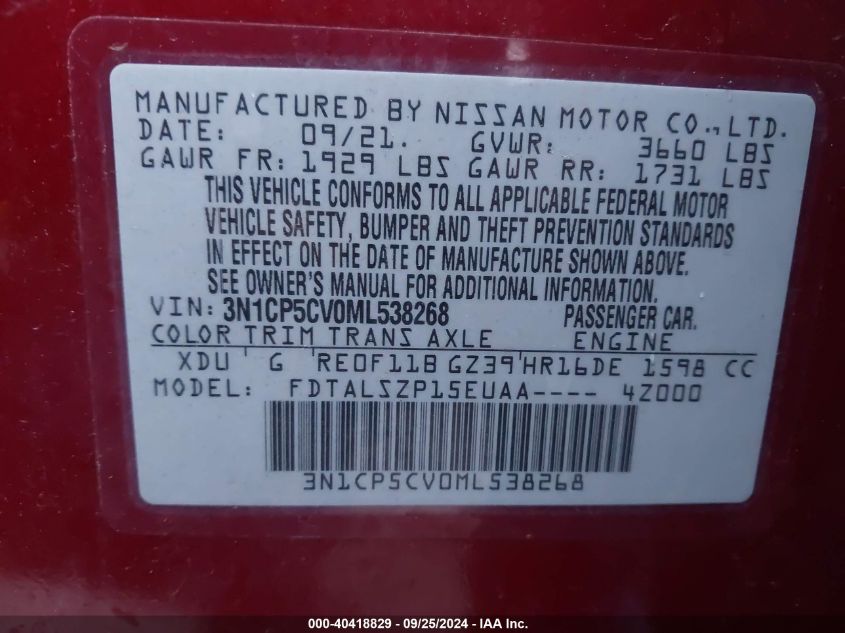 MANUFACTURED BY NISSAN MOTOR CO., LTD.
DATE: 09/21. GVWR: 3660 LBS
GAWR FR: 1929 LBS GAWR RR: 1731 LBS
THIS VEHICLE CONFORMS TO ALL APPLICABLE FEDERAL MOTOR
VEHICLE SAFETY, BUMPER AND THEFT PREVENTION STANDARDS
IN EFFECT ON THE DATE OF MANUFACTURE SHOWN ABOVE.
SEE OWNER'S MANUAL FOR ADDITIONAL INFORMATION.
VIN: 3N1CP5CV0ML538268 PASSENGER CAR.
COLOR TRIM TRANS AXLE ENGINE
XDU G RE0F11B GZ39 HR16DE 1598 CC
MODEL: FDTALSZP15EUAA---- 4Z000
3N1CP5CV0ML538268
000-40418829 - 09/25/2024 - IAA Inc.